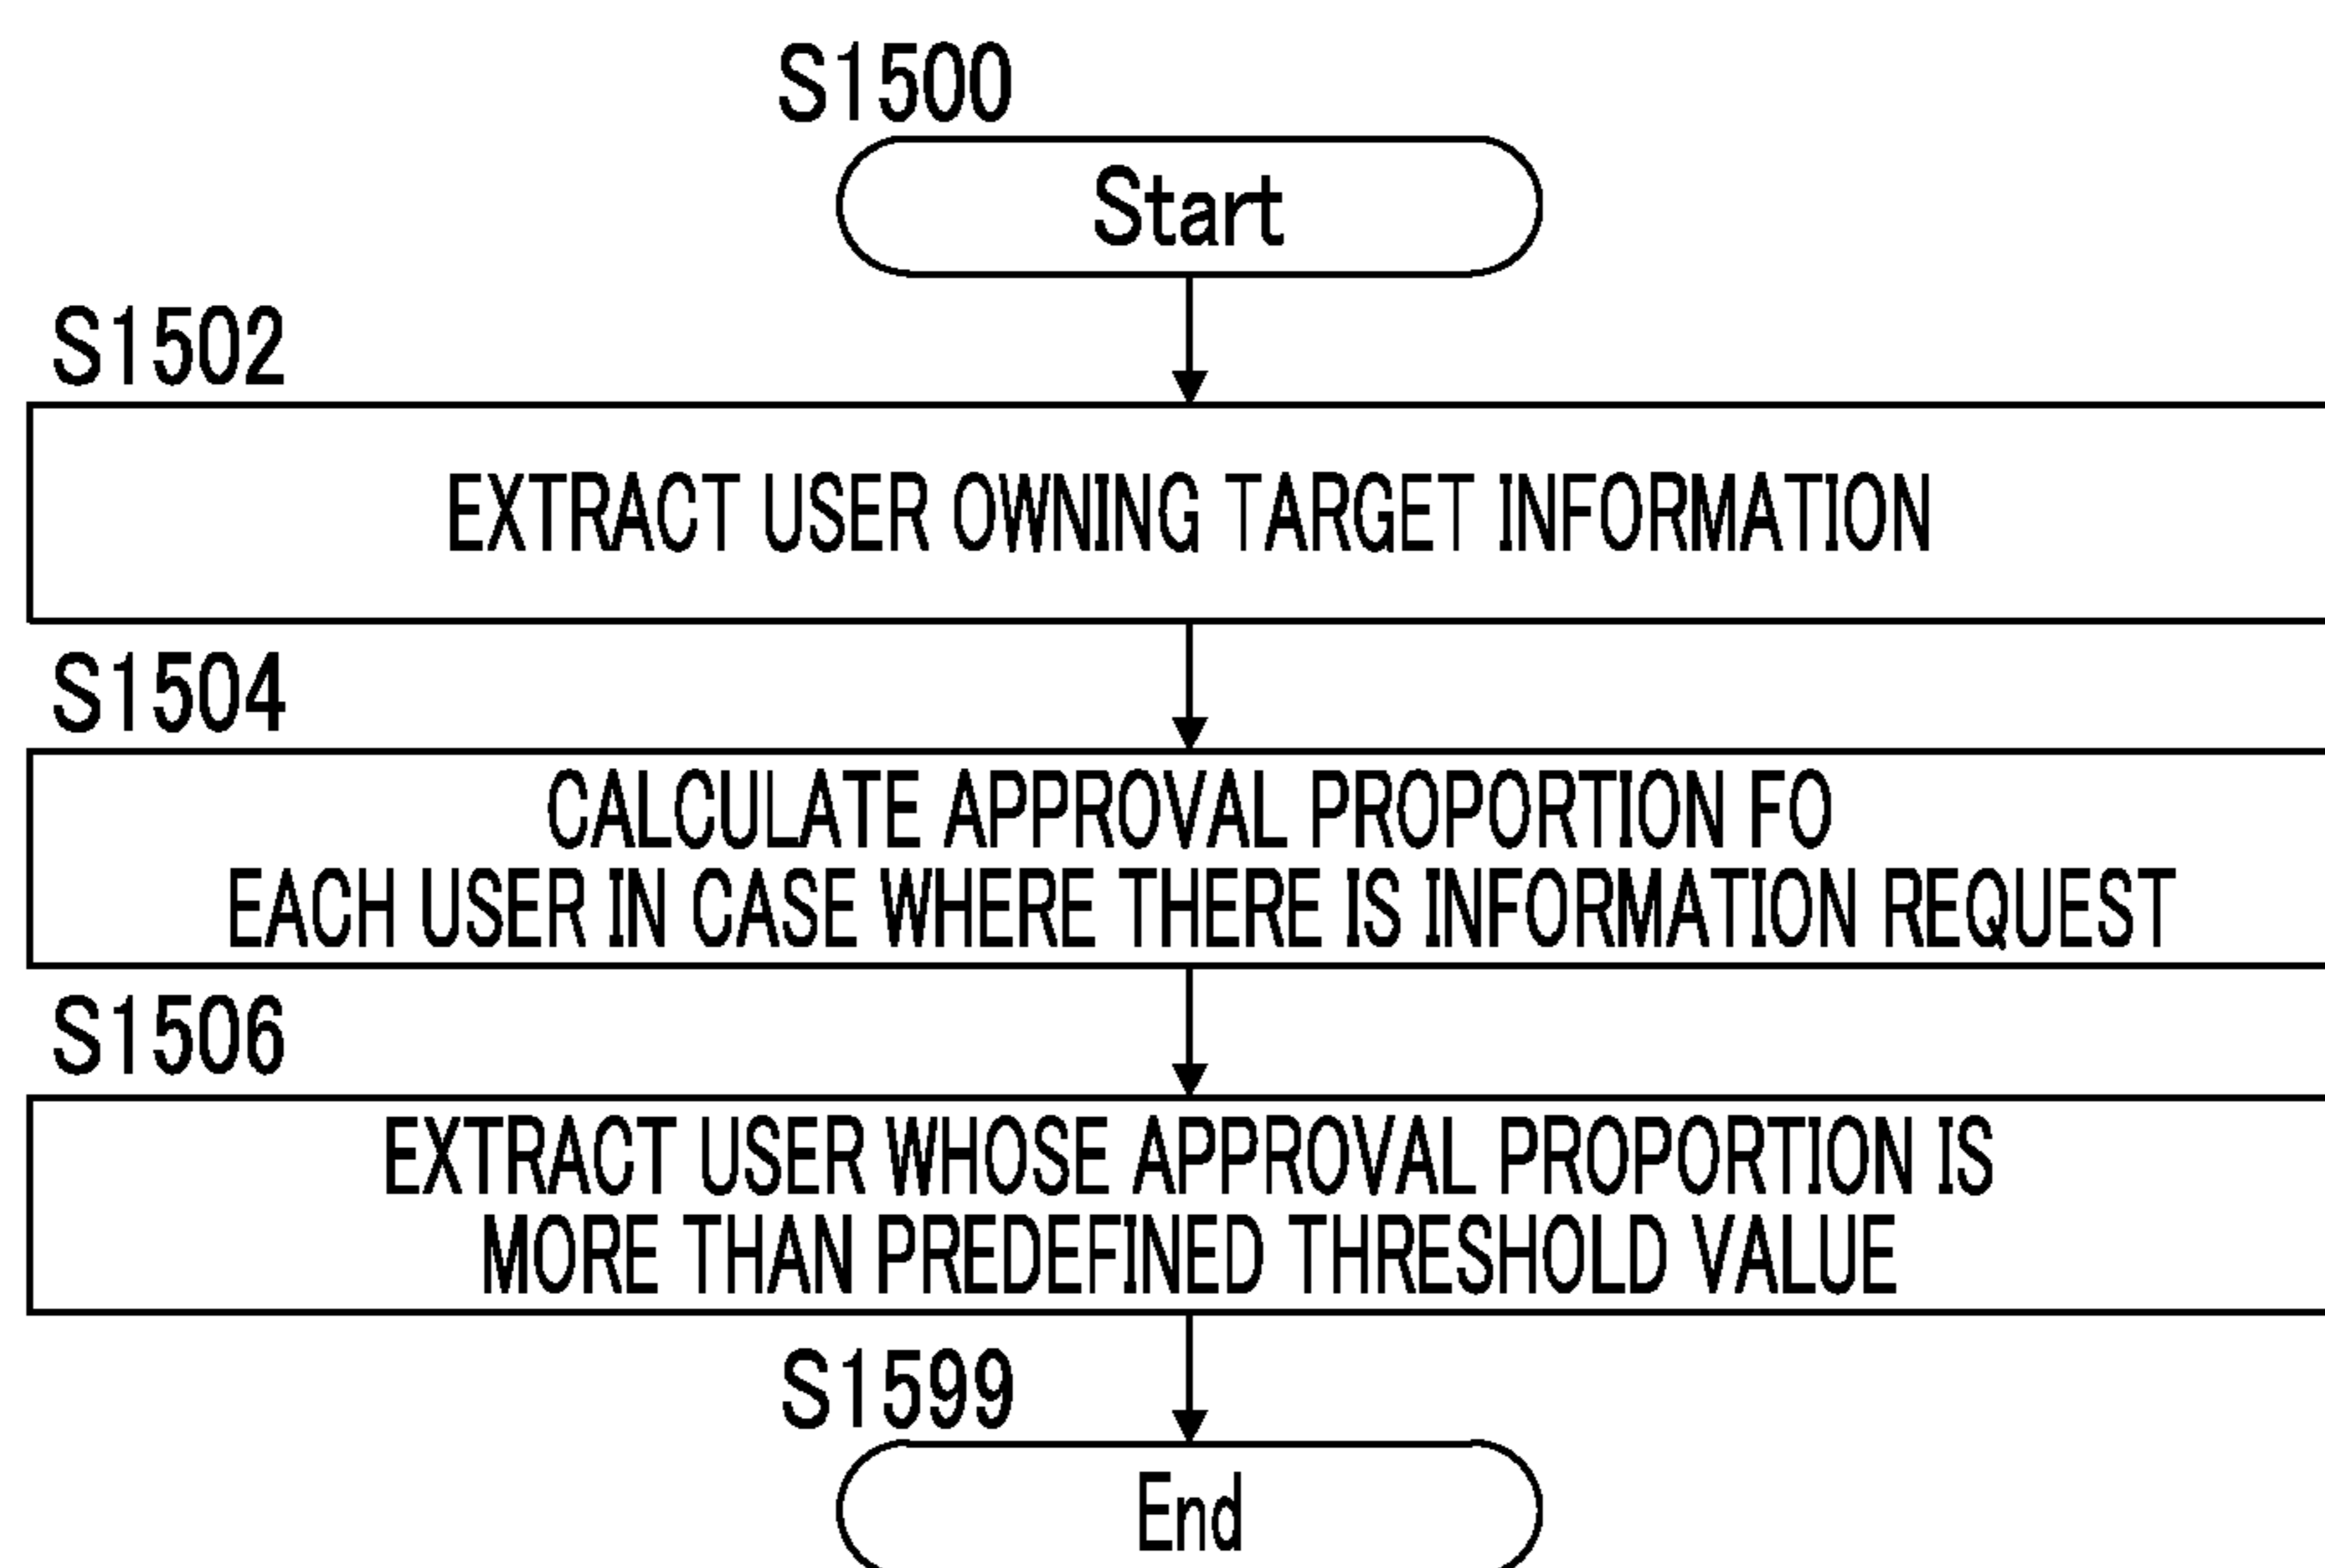 S1500
Start
S1502
EXTRACT USER OWNING TARGET INFORMATION
S1504
CALCULATE APPROVAL PROPORTION FO
EACH USER IN CASE WHERE THERE IS INFORMATION REQUEST
S1506
EXTRACT USER WHOSE APPROVAL PROPORTION IS
MORE THAN PREDEFINED THRESHOLD VALUE
S1599
End